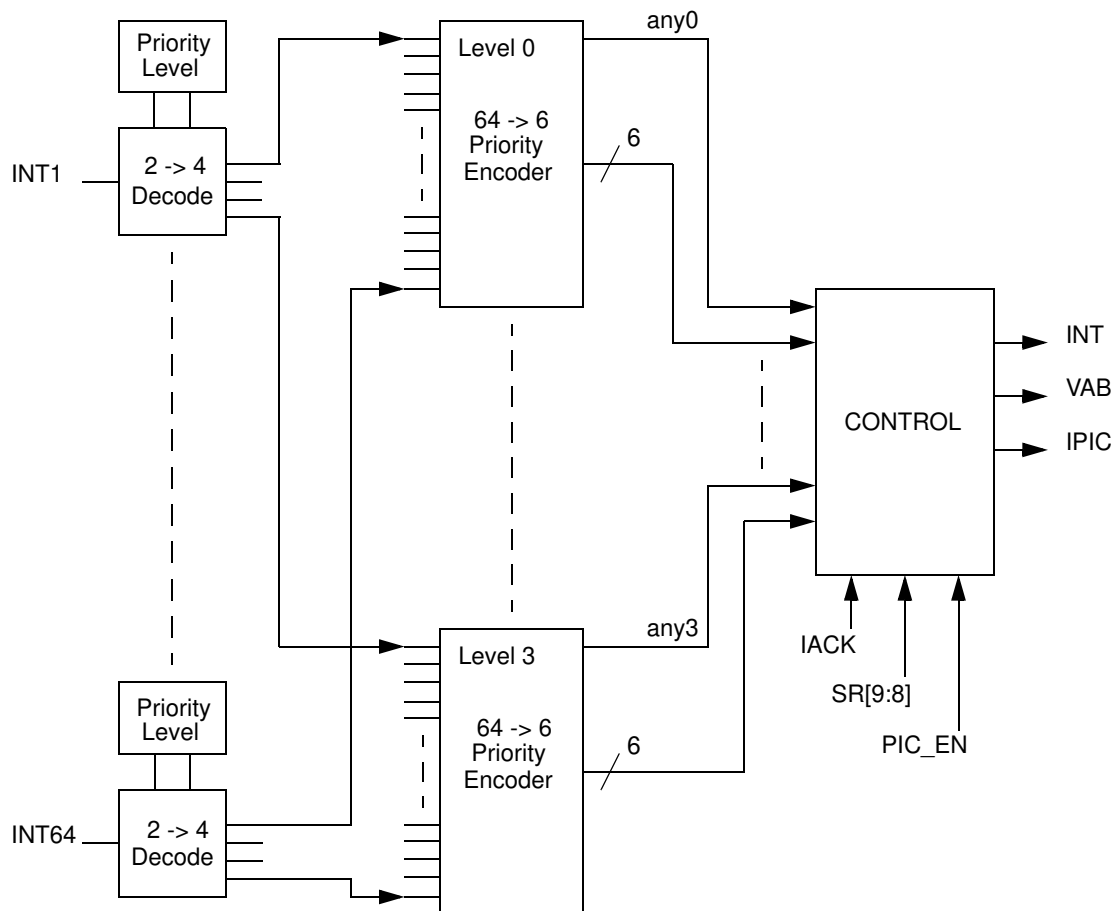 any0
Priority
Level
Level 0
64 -> 6
Priority
Encoder
6
INT1
2 -> 4
Decode
INT
VAB
IPIC
CONTROL
any3
Level 3
IACK
SR[9:8]
PIC_EN
Priority
Level
64 -> 6
Priority
Encoder
6
INT64
2 -> 4
Decode